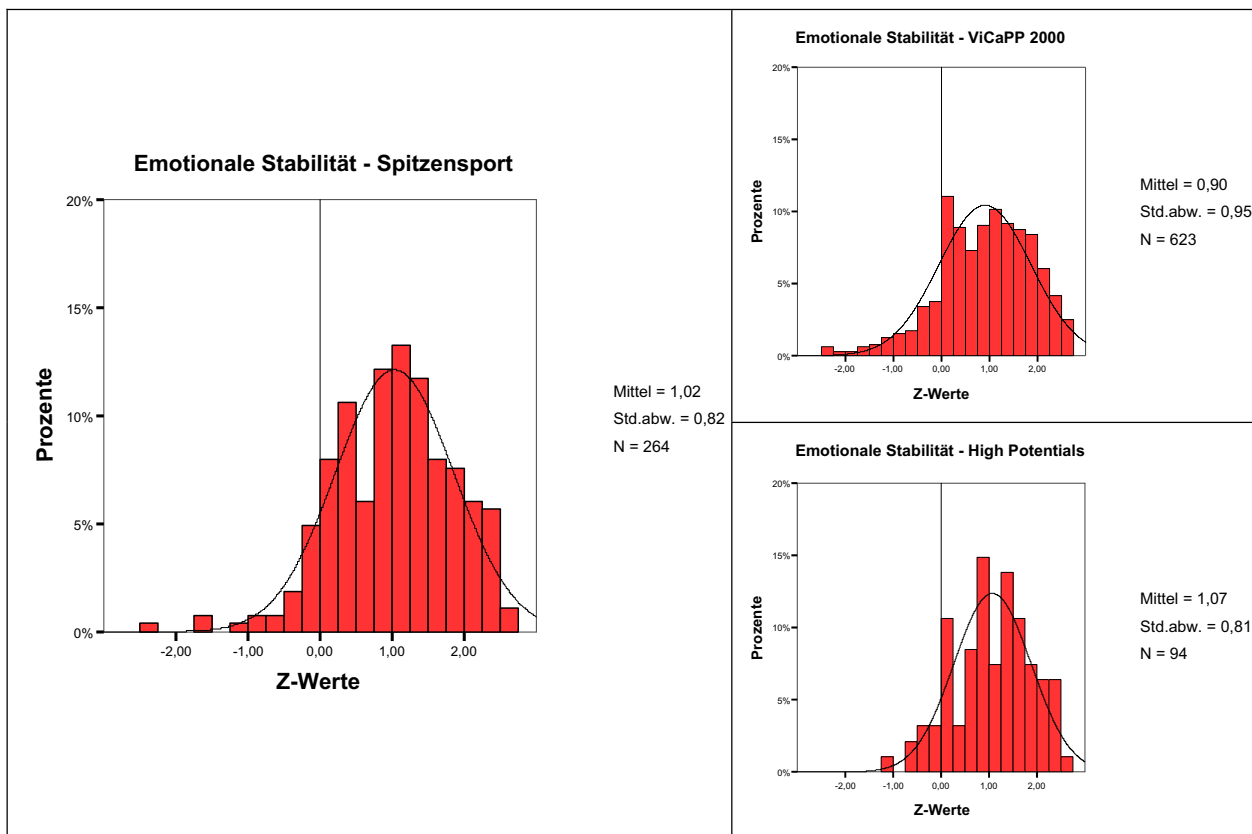 Emotionale Stabilität - Spitzensport
20%
15%
10%
5%
0%
Prozente
-2,00 -1,00 0,00 1,00 2,00
Z-Werte
Mittel = 1,02
Std.abw. = 0,82
N = 264
Emotionale Stabilität - ViCaPP 2000
20%
15%
10%
5%
0%
Prozente
-2,00 -1,00 0,00 1,00 2,00
Z-Werte
Mittel = 0,90
Std.abw. = 0,95
N = 623
Emotionale Stabilität - High Potentials
20%
15%
10%
5%
0%
Prozente
-2,00 -1,00 0,00 1,00 2,00
Z-Werte
Mittel = 1,07
Std.abw. = 0,81
N = 94